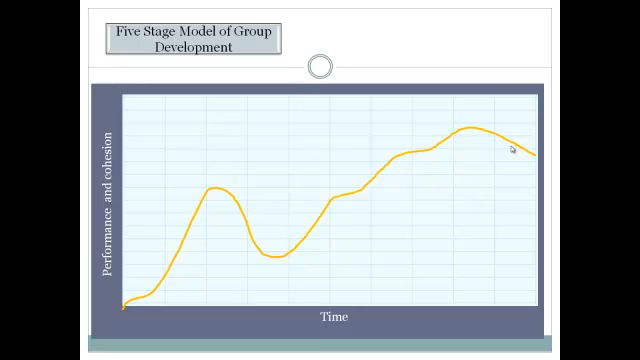 Five Stage Model of Group
Development
Performance and cohesion
Time